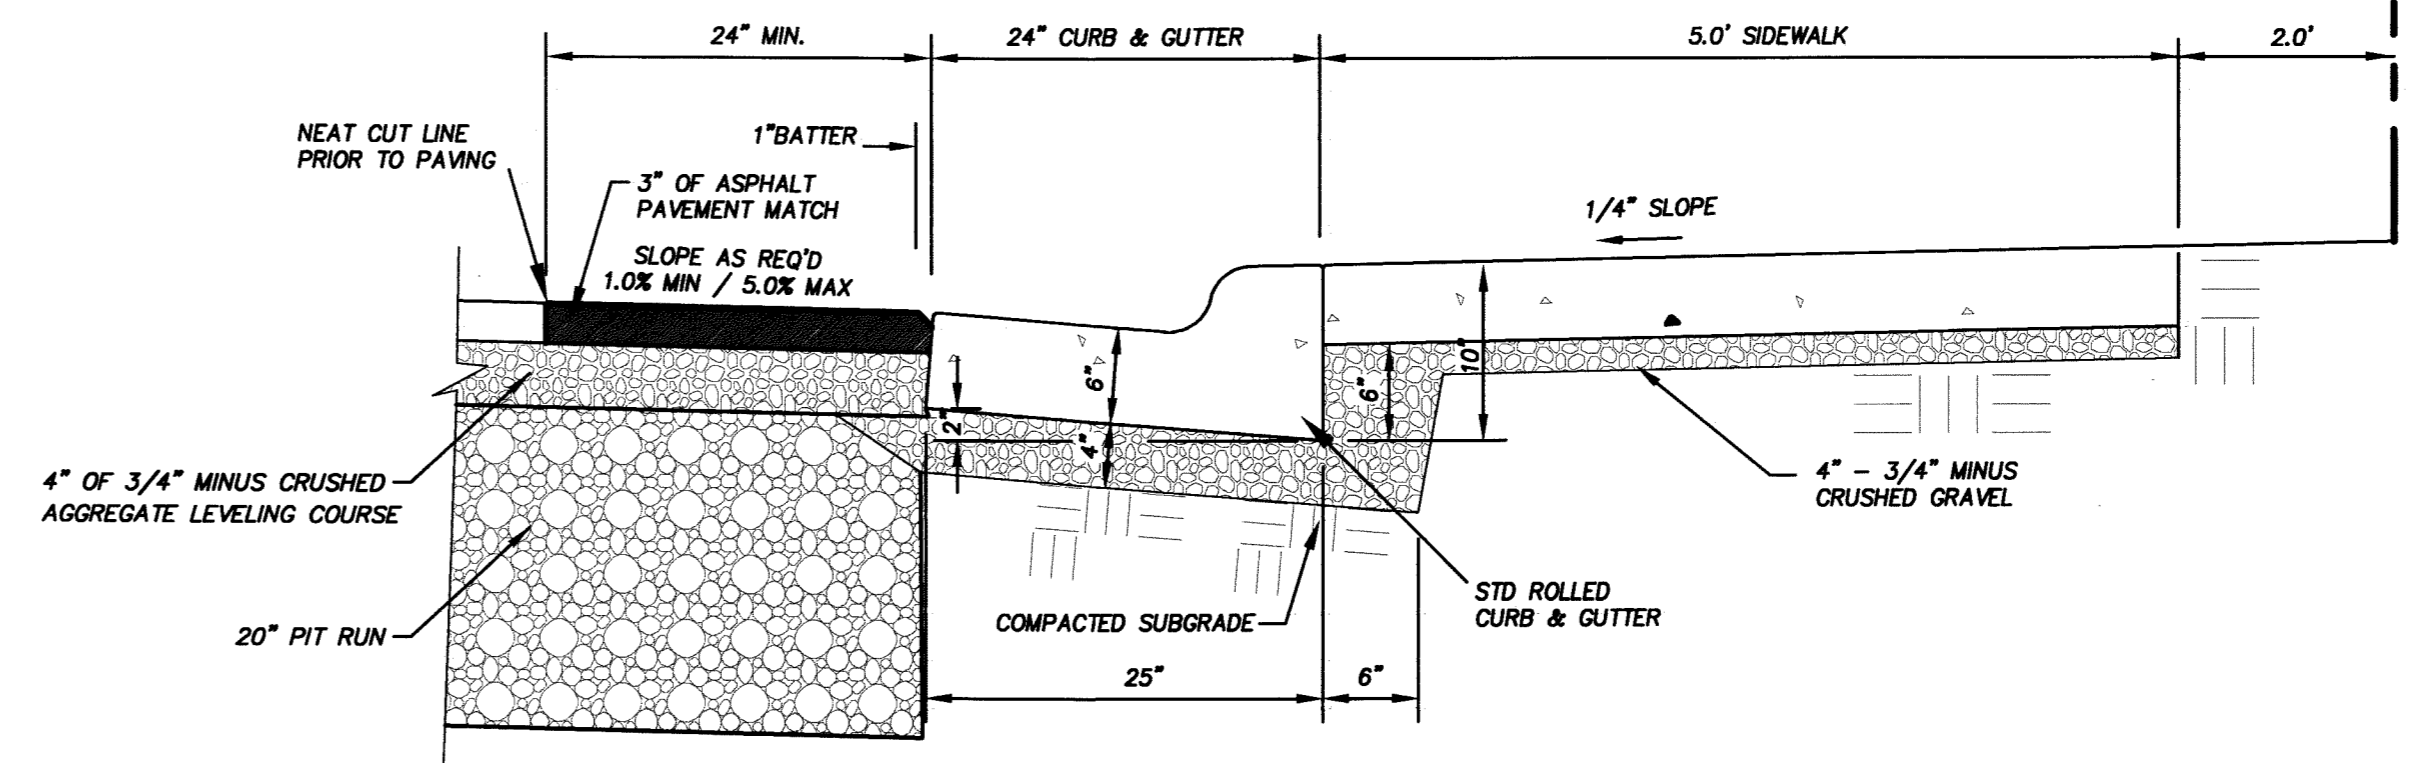 24" MIN.
24" CURB & GUTTER
5.0' SIDEWALK
2.0'
NEAT CUT LINE
PRIOR TO PAVING
1"BATTER
3" OF ASPHALT
PAVEMENT MATCH
SLOPE AS REQ'D
1.0% MIN / 5.0% MAX
1/4" SLOPE
6"
2"
4"
6"
10"
4" OF 3/4" MINUS CRUSHED
AGGREGATE LEVELING COURSE
4" - 3/4" MINUS
CRUSHED GRAVEL
20" PIT RUN
COMPACTED SUBGRADE
STD ROLLED
CURB & GUTTER
25"
6"